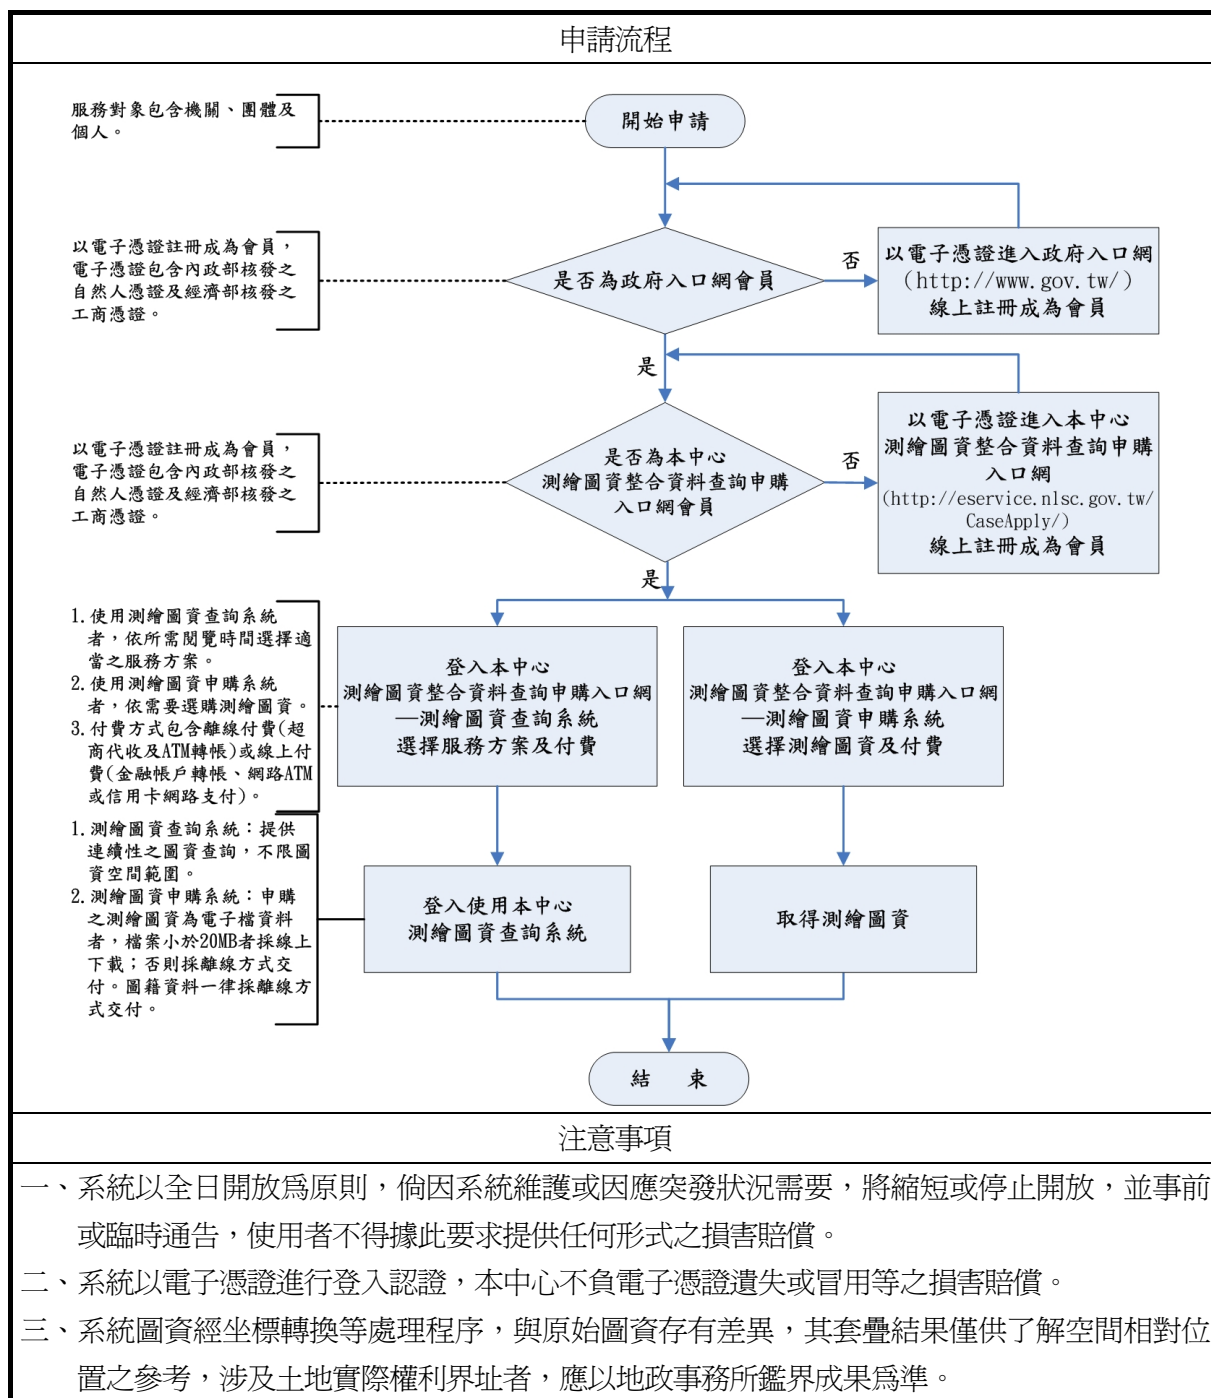 申請流程
服務對象包含機關、團體及
個人。
開始申請
以電子憑證註冊成為會員，
電子憑證包含內政部核發之
自然人憑證及經濟部核發之
工商憑證。
是否為政府入口網會員
否
以電子憑證進入政府入口網
(http://www.gov.tw/)
線上註冊成為會員
是
以電子憑證註冊成為會員，
電子憑證包含內政部核發之
自然人憑證及經濟部核發之
工商憑證。
是否為本中心
測繪圖資整合資料查詢申購
入口網會員
否
以電子憑證進入本中心
測繪圖資整合資料查詢申購
入口網
(http://eservice.nlsc.gov.tw/
CaseApply/)
線上註冊成為會員
是
1.使用測繪圖資查詢系統
者，依所需閱覽時間選擇適
當之服務方案。
2.使用測繪圖資申購系統
者，依需要選購測繪圖資。
3.付費方式包含離線付費(超
商代收及ATM轉帳)或線上付
費(金融帳戶轉帳、網路ATM
或信用卡網路支付)。
登入本中心
測繪圖資整合資料查詢申購入口網
—測繪圖資查詢系統
選擇服務方案及付費
登入本中心
測繪圖資整合資料查詢申購入口網
—測繪圖資申購系統
選擇測繪圖資及付費
1.測繪圖資查詢系統：提供
連續性之圖資查詢，不限圖
資空間範圍。
2.測繪圖資申購系統：申購
之測繪圖資為電子檔資料
者，檔案小於20MB者採線上
下載；否則採離線方式交
付。圖籍資料一律採離線方
式交付。
登入使用本中心
測繪圖資查詢系統
取得測繪圖資
結　束
注意事項
一、系統以全日開放為原則，倘因系統維護或因應突發狀況需要，將縮短或停止開放，並事前
或臨時通告，使用者不得據此要求提供任何形式之損害賠償。
二、系統以電子憑證進行登入認證，本中心不負電子憑證遺失或冒用等之損害賠償。
三、系統圖資經坐標轉換等處理程序，與原始圖資存有差異，其套疊結果僅供了解空間相對位
置之參考，涉及土地實際權利界址者，應以地政事務所鑑界成果為準。